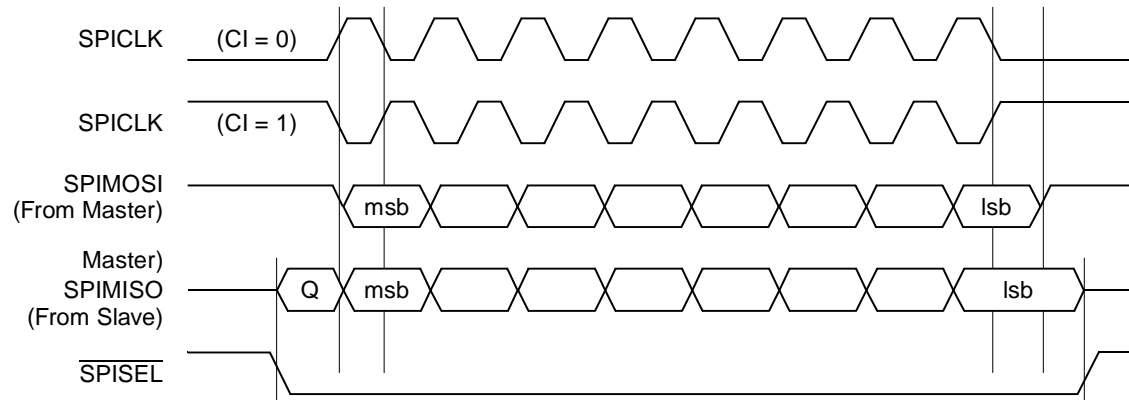 SPICLK (CI = 0)
SPICLK (CI = 1)
SPIMOSI
(From Master)
msb lsb
Master)
SPIMISO
(From Slave)
Q msb lsb
SPISEL